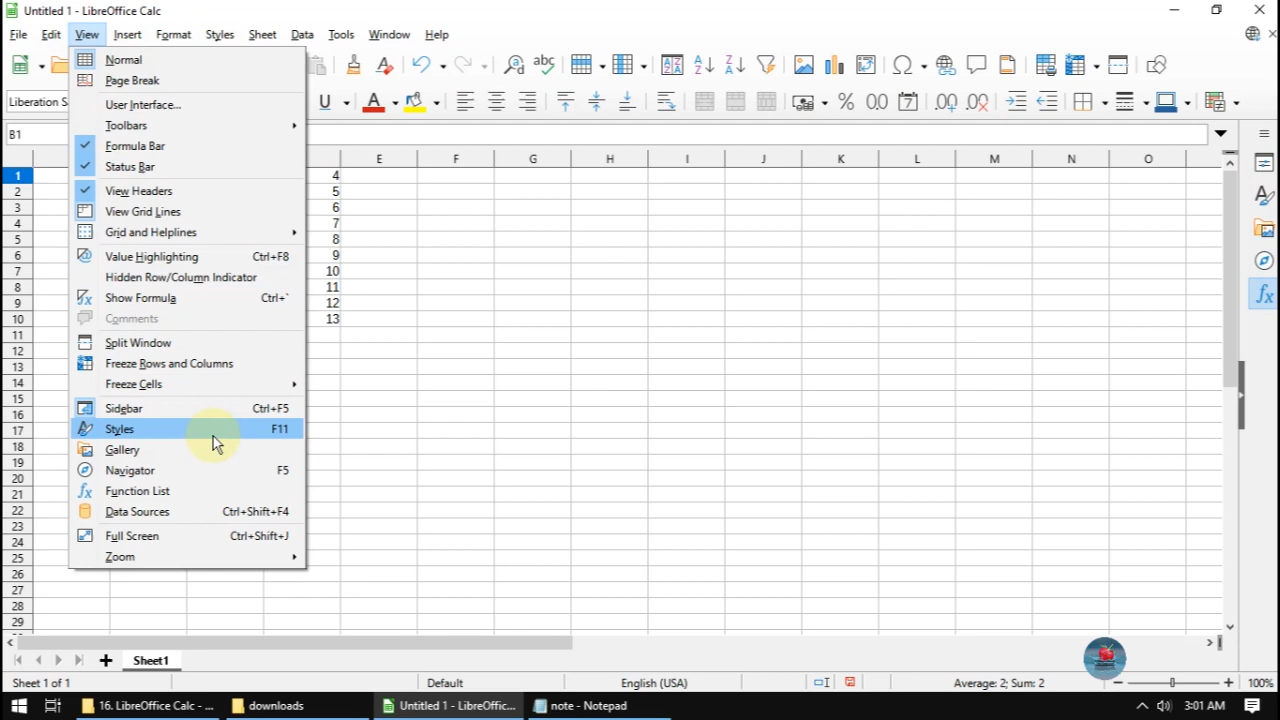 Untitled 1 - LibreOffice Calc
File Edit View Insert Format Styles Sheet Data Tools Window Help
Liberation S
B1
Normal
Page Break
User Interface...
Toolbars
Formula Bar
Status Bar
View Headers
View Grid Lines
Grid and Helplines
Value Highlighting Ctrl+F8
Hidden Row/Column Indicator
Show Formula Ctrl+`
Comments
Split Window
Freeze Rows and Columns
Freeze Cells
Sidebar Ctrl+F5
Styles F11
Gallery
Navigator F5
Function List
Data Sources Ctrl+Shift+F4
Full Screen Ctrl+Shift+J
Zoom
E F G H I J K L M N O
1 4
2 5
3 6
4 7
5 8
6 9
7 10
8 11
9 12
10 13
11
12
13
14
15
16
17
18
19
20
21
22
23
24
25
26
27
28
29
Sheet1
Sheet 1 of 1 Default English (USA) Average: 2; Sum: 2 100%
16. LibreOffice Calc - ... downloads Untitled 1 - LibreOffic... note - Notepad 3:01 AM